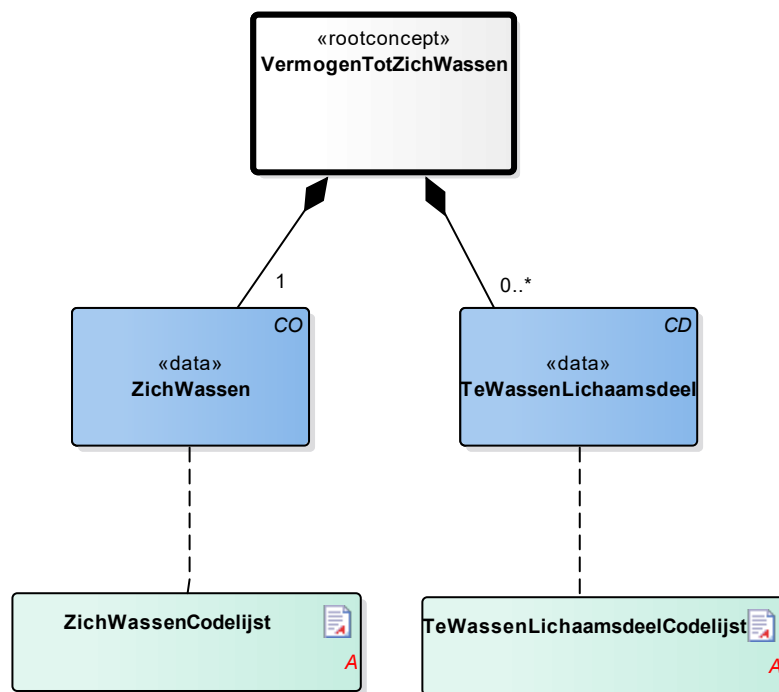 «rootconcept»
VermogenTotZichWassen
1
0..*
CO
«data»
ZichWassen
CD
«data»
TeWassenLichaamsdeel
ZichWassenCodelijst
A
TeWassenLichaamsdeelCodelijst
A